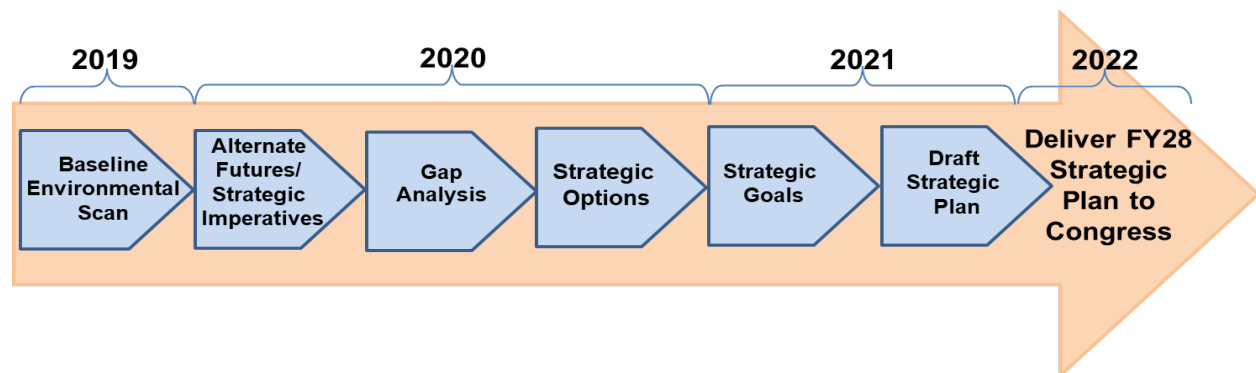 2019
2020
2021
2022
Baseline
Environmental
Scan
Alternate
Futures/
Strategic
Imperatives
Gap
Analysis
Strategic
Options
Strategic
Goals
Draft
Strategic
Plan
Deliver FY28
Strategic
Plan to
Congress